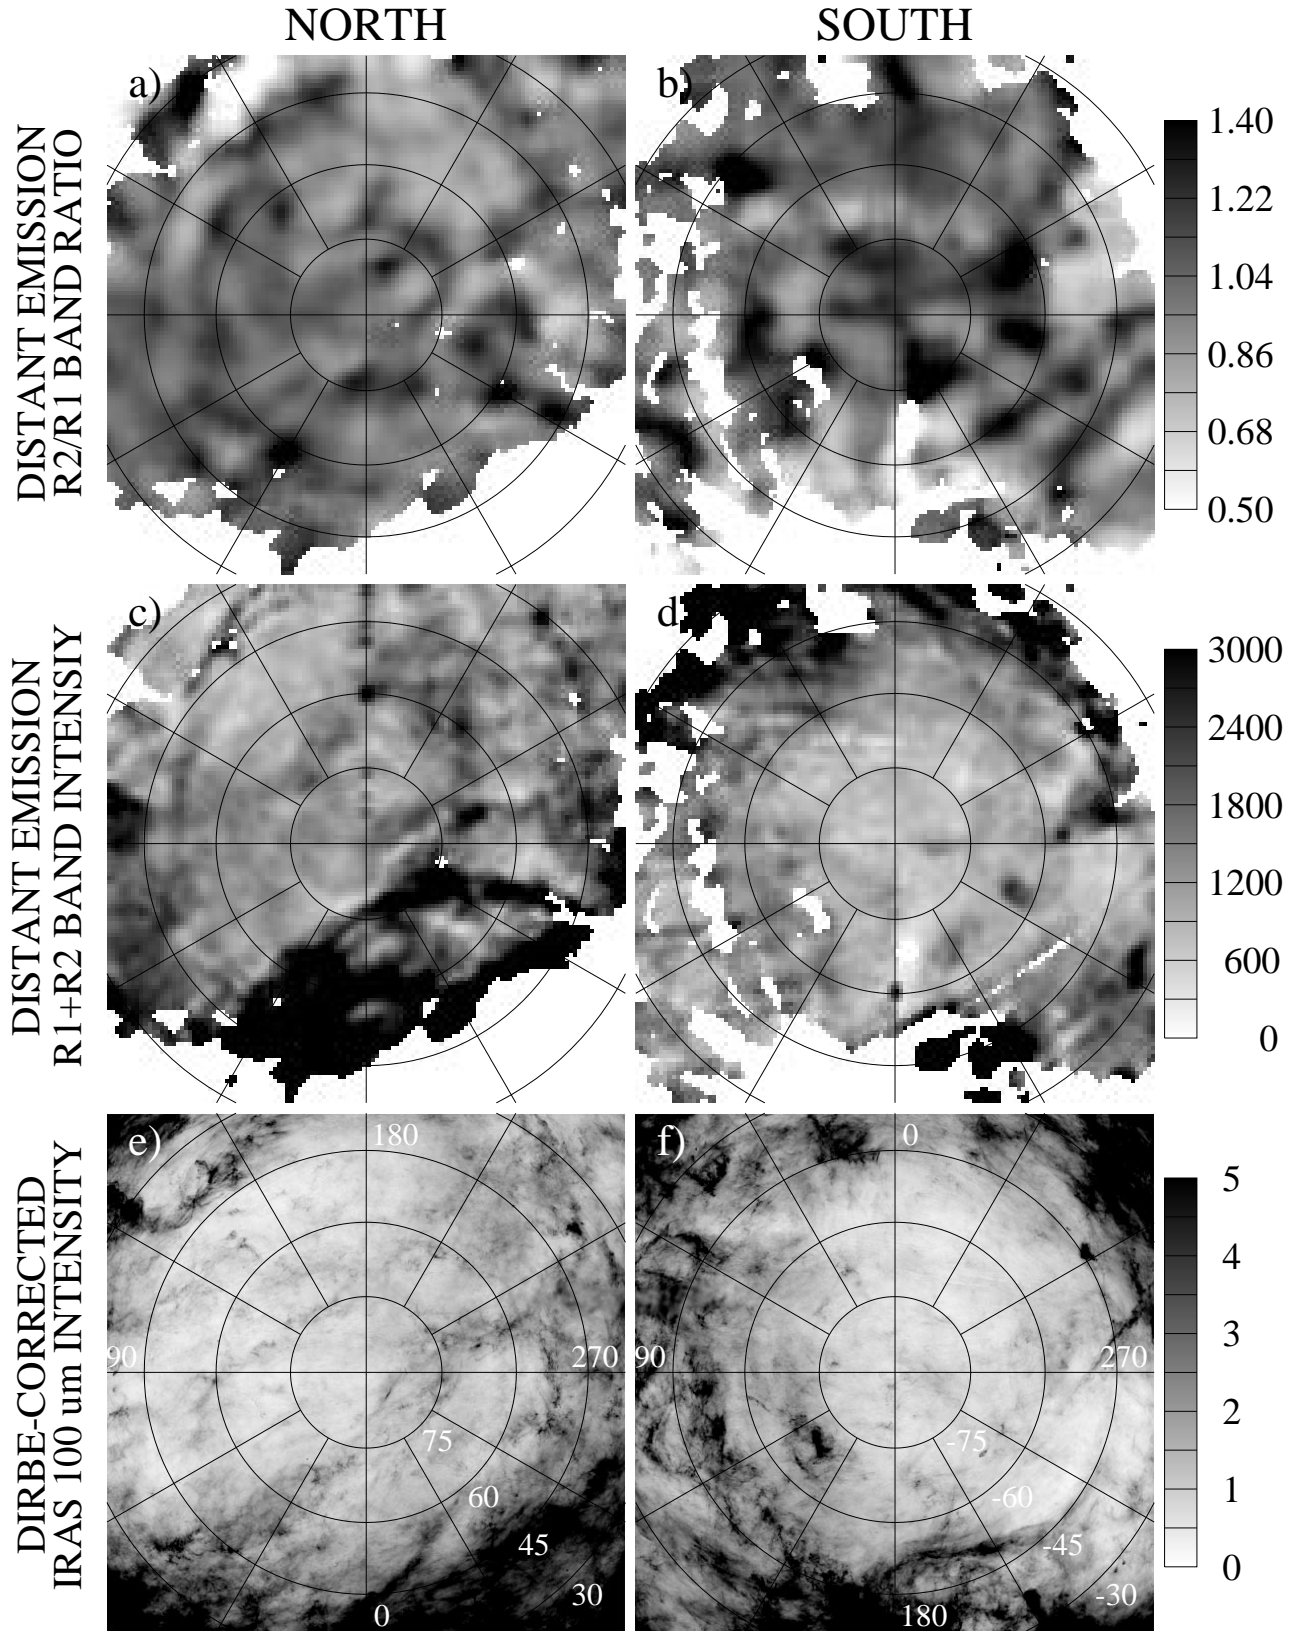 NORTH
SOUTH
DISTANT EMISSION
R2/R1 BAND RATIO
a)
b)
1.40
1.22
1.04
0.86
0.68
0.50
DISTANT EMISSION
R1+R2 BAND INTENSIY
c)
d
3000
2400
1800
1200
600
0
DIRBE-CORRECTED
IRAS 100 um INTENSITY
e)
180
90
270
75
60
45
30
0
f)
0
90
270
-75
-60
-45
-30
180
5
4
3
2
1
0